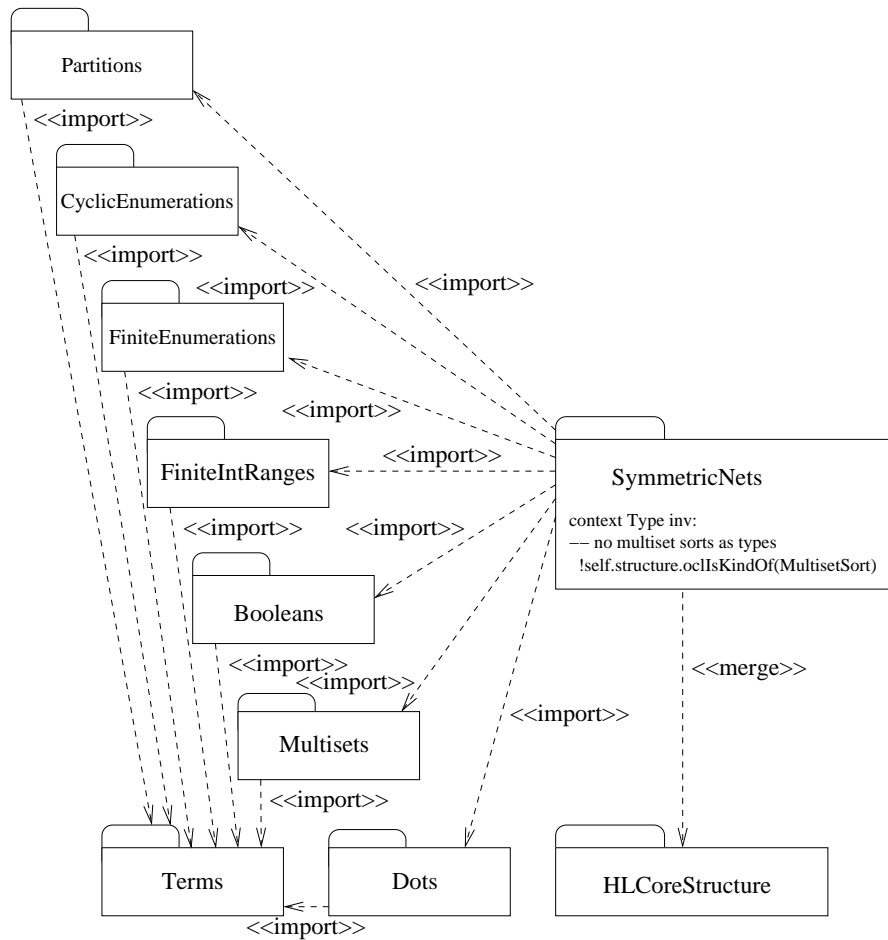 Partitions
<<import>>
CyclicEnumerations
<<import>>
<<import>>
<<import>>
FiniteEnumerations
<<import>>
<<import>>
<<import>>
FiniteIntRanges
SymmetricNets
context Type inv:
−− no multiset sorts as types
!self.structure.oclIsKindOf(MultisetSort)
<<import>>
<<import>>
Booleans
<<import>>
<<import>>
<<merge>>
<<import>>
Multisets
<<import>>
Terms
Dots
HLCoreStructure
<<import>>